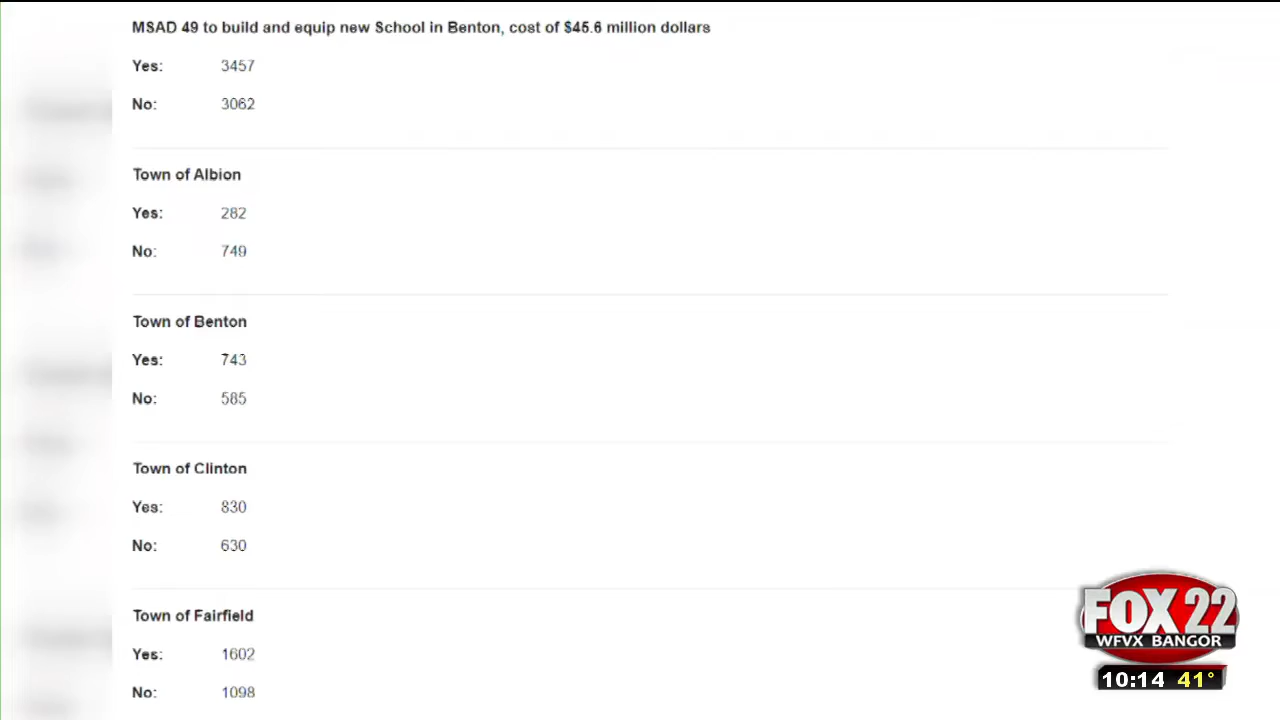 MSAD 49 to build and equip new School in Benton, cost of $45.6 million dollars
Yes: 3457
No: 3062
Town of Albion
Yes: 282
No: 749
Town of Benton
Yes: 743
No: 585
Town of Clinton
Yes: 830
No: 630
Town of Fairfield
Yes: 1602
No: 1098
FOX 22
WFVX BANGOR
10:14 41°